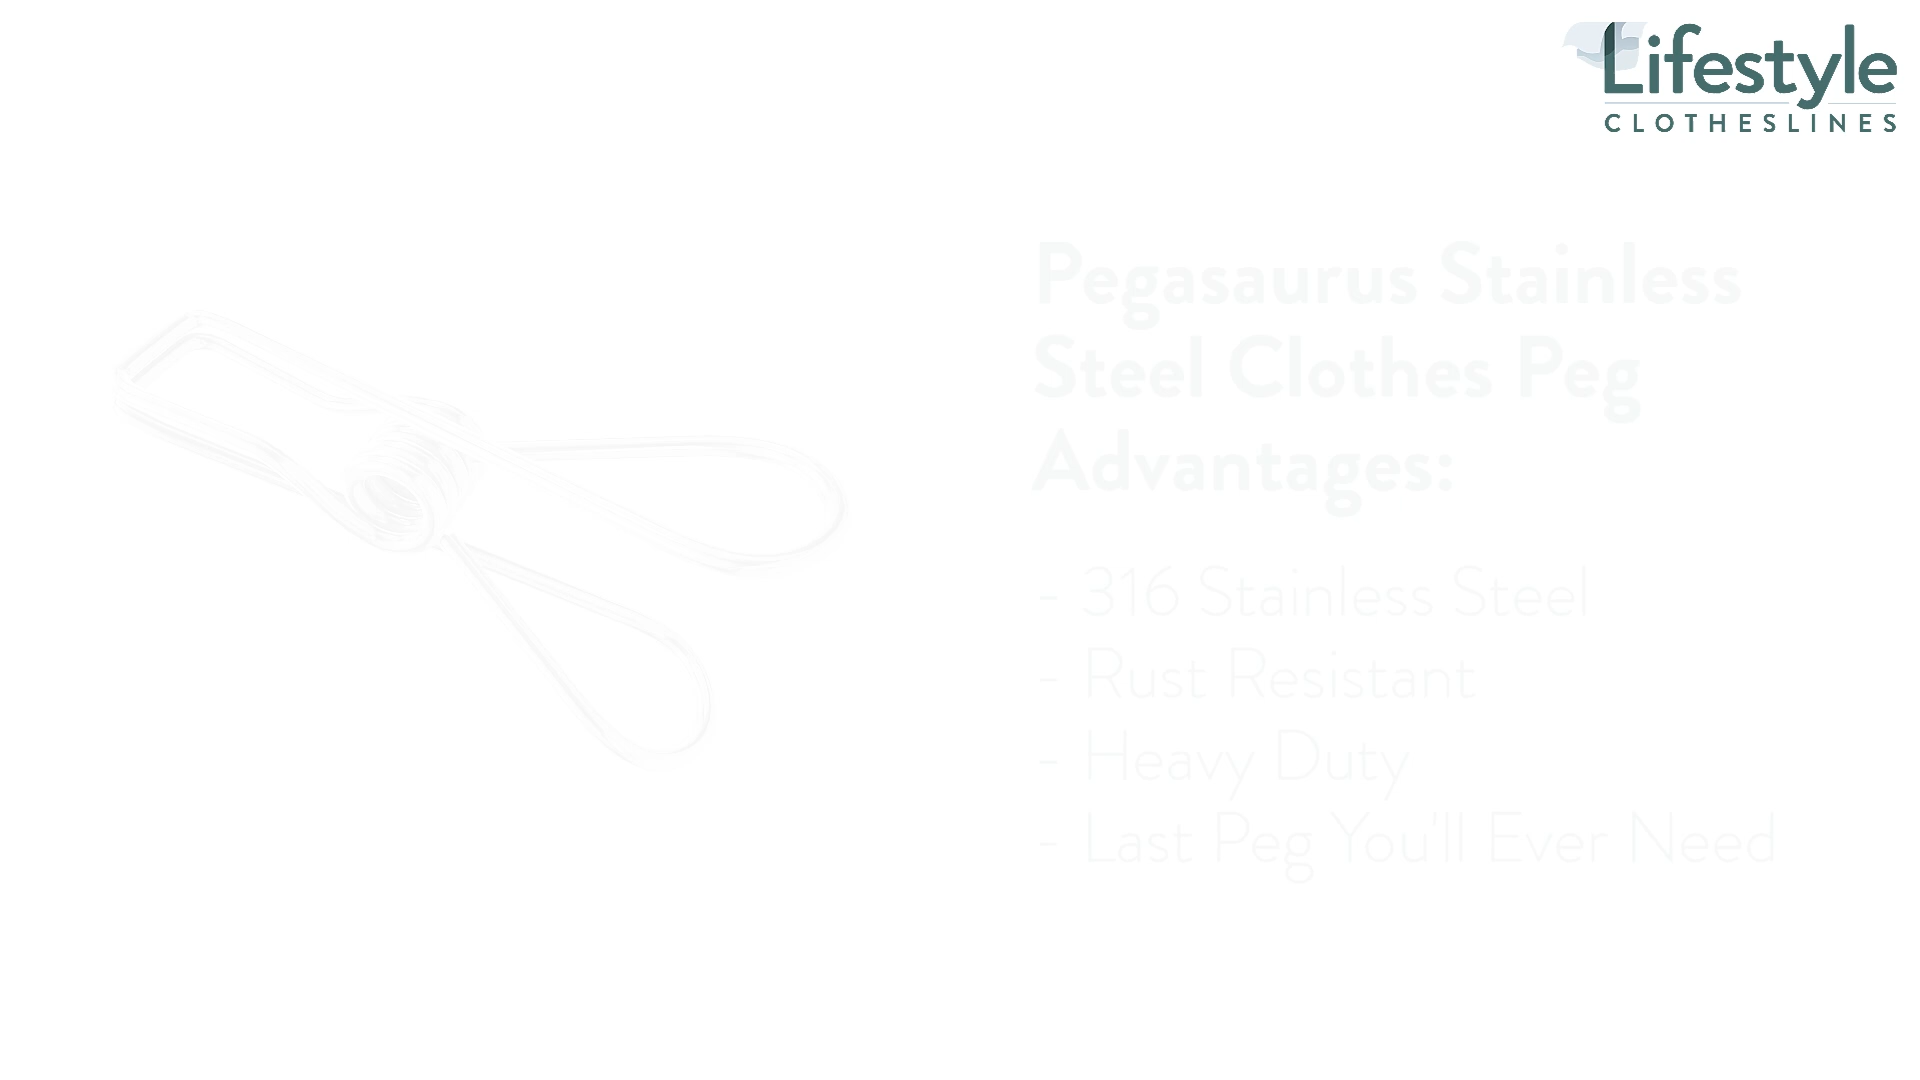 Lifestyle
CLOTHESLINES
Pegasaurus Stainless
Steel Clothes Peg
Advantages:
- 316 Stainless Steel
- Rust Resistant
- Heavy Duty
- Last Peg You'll Ever Need